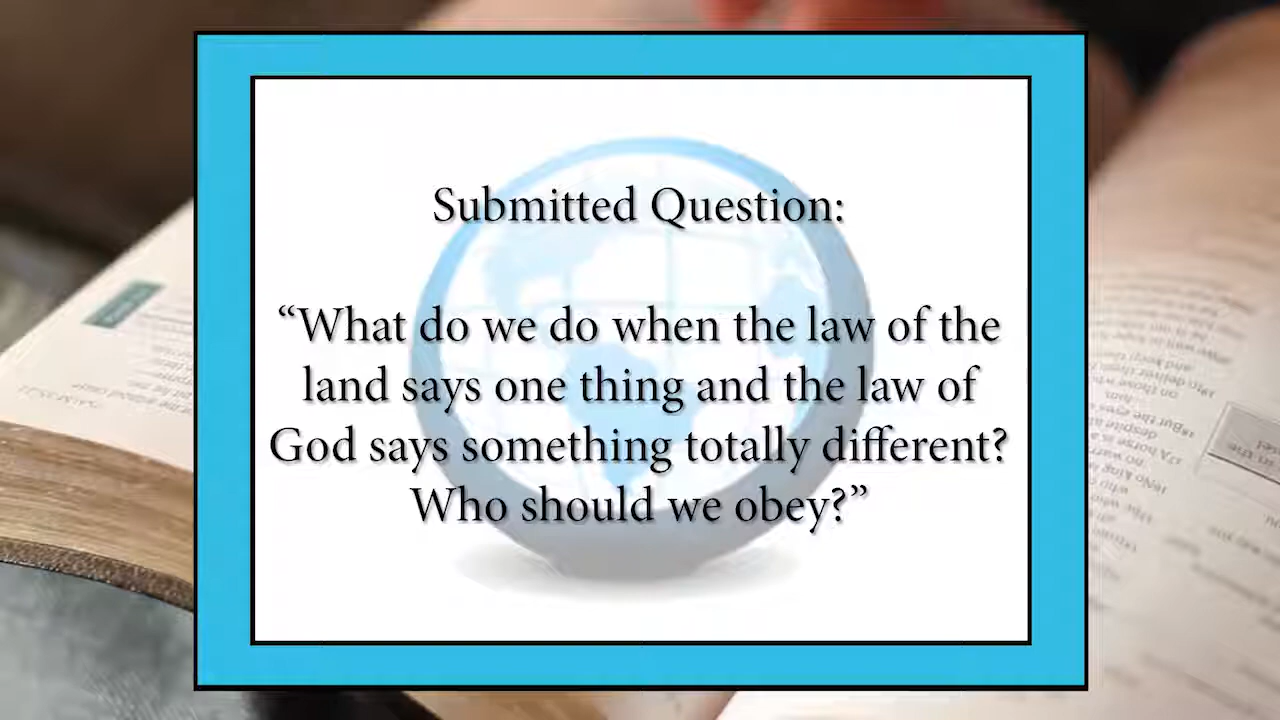 Submitted Question:
“What do we do when the law of the
land says one thing and the law of
God says something totally different?
Who should we obey?”